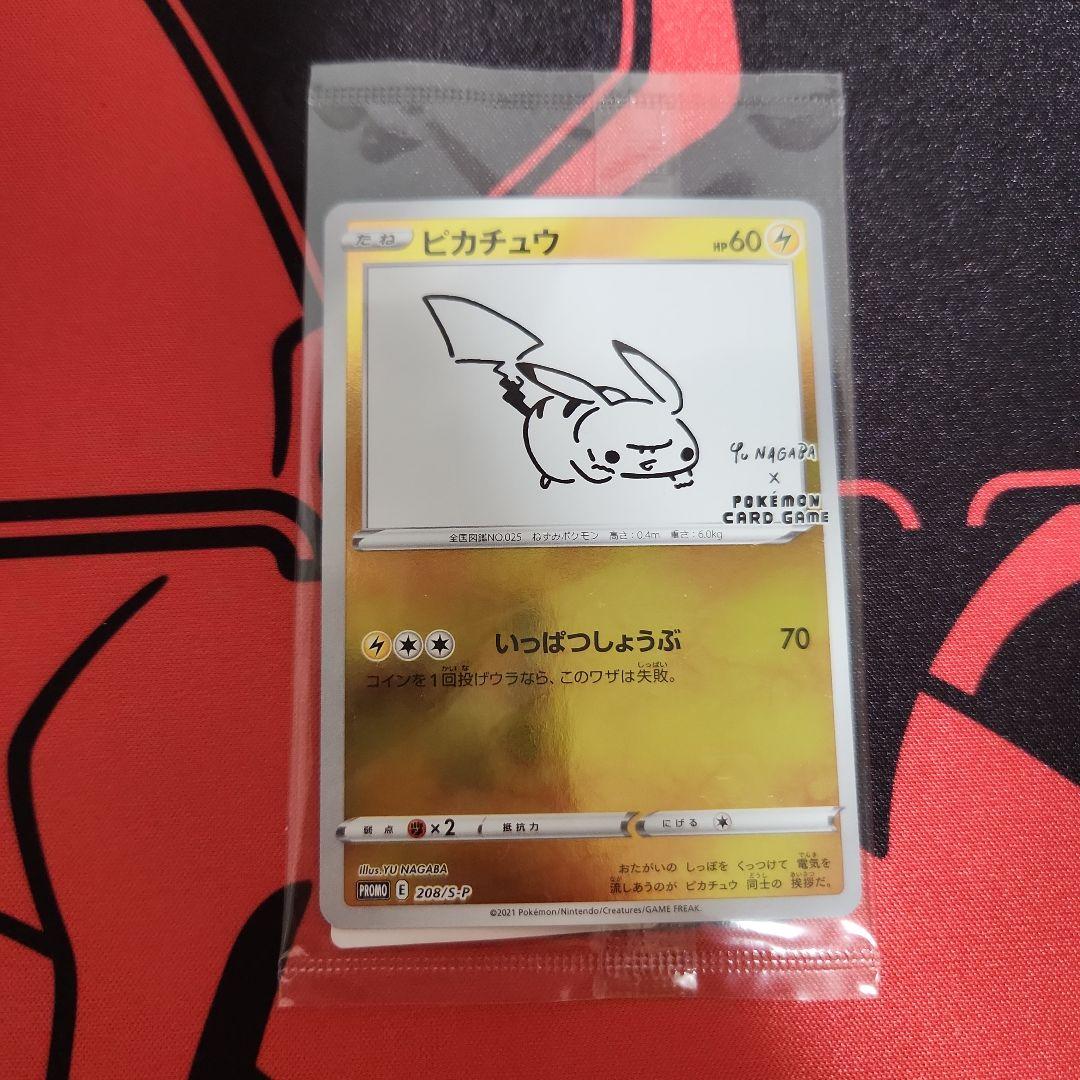 たね ピカチュウ HP60
Yu NAGABA
×
POKÉMON
CARD GAME
全国図鑑NO.025 ねずみポケモン 高さ:0.4m 重さ:6.0kg
いっぱつしょうぶ 70
コインを1回投げウラなら、このワザは失敗。
弱点 ×2 抵抗力 にげる
Illus.YU NAGABA
おたがいの しっぽを くっつけて 電気を
流しあうのが ピカチュウ 同士の 挨拶だ。
PROMO E 208/S-P
©2021 Pokémon/Nintendo/Creatures/GAME FREAK.